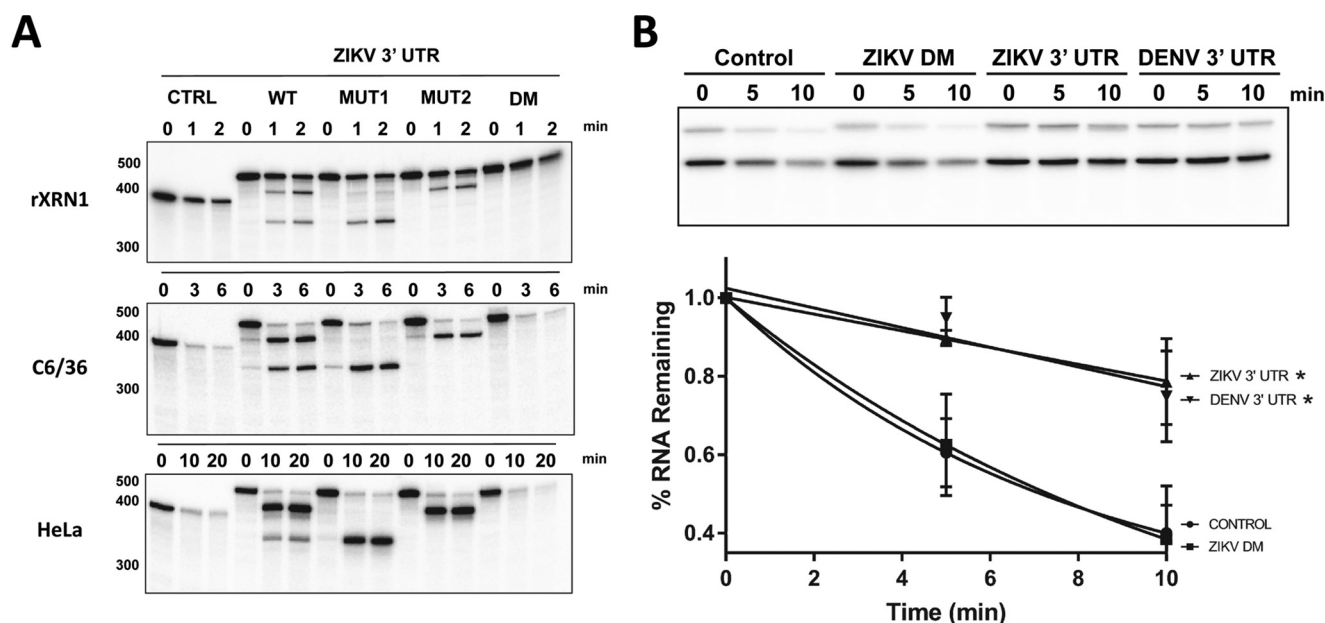 A
ZIKV 3' UTR
CTRL WT MUT1 MUT2 DM
0 1 2 0 1 2 0 1 2 0 1 2 0 1 2 min
500
400
rXRN1
300
0 3 6 0 3 6 0 3 6 0 3 6 0 3 6 min
500
400
C6/36
300
0 10 20 0 10 20 0 10 20 0 10 20 0 10 20 min
500
400
HeLa
300
B
Control ZIKV DM ZIKV 3' UTR DENV 3' UTR
0 5 10 0 5 10 0 5 10 0 5 10 min
% RNA Remaining
1.0
0.8
0.6
0.4
ZIKV 3' UTR *
DENV 3' UTR *
CONTROL
ZIKV DM
0 2 4 6 8 10
Time (min)